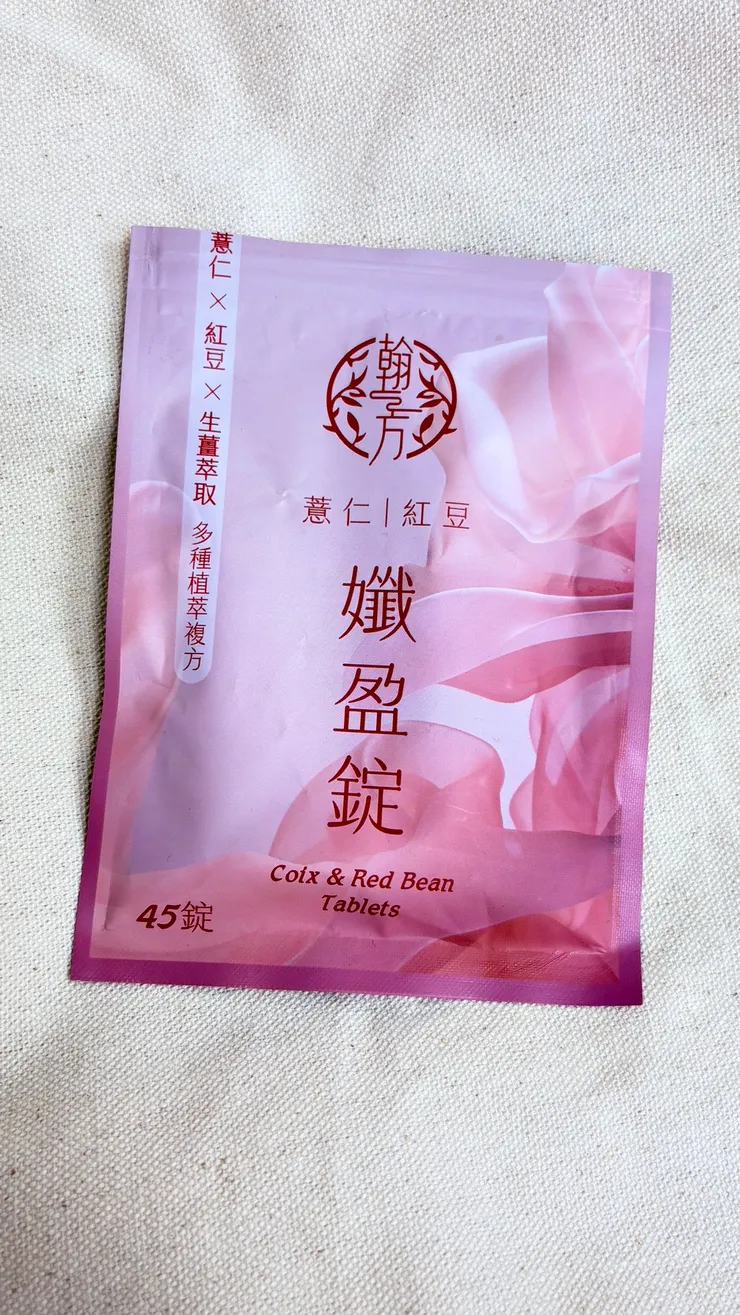 薏仁×紅豆×生薑萃取 多種植萃複方
翰方
薏仁|紅豆
孅盈錠
Coix & Red Bean
Tablets
45錠